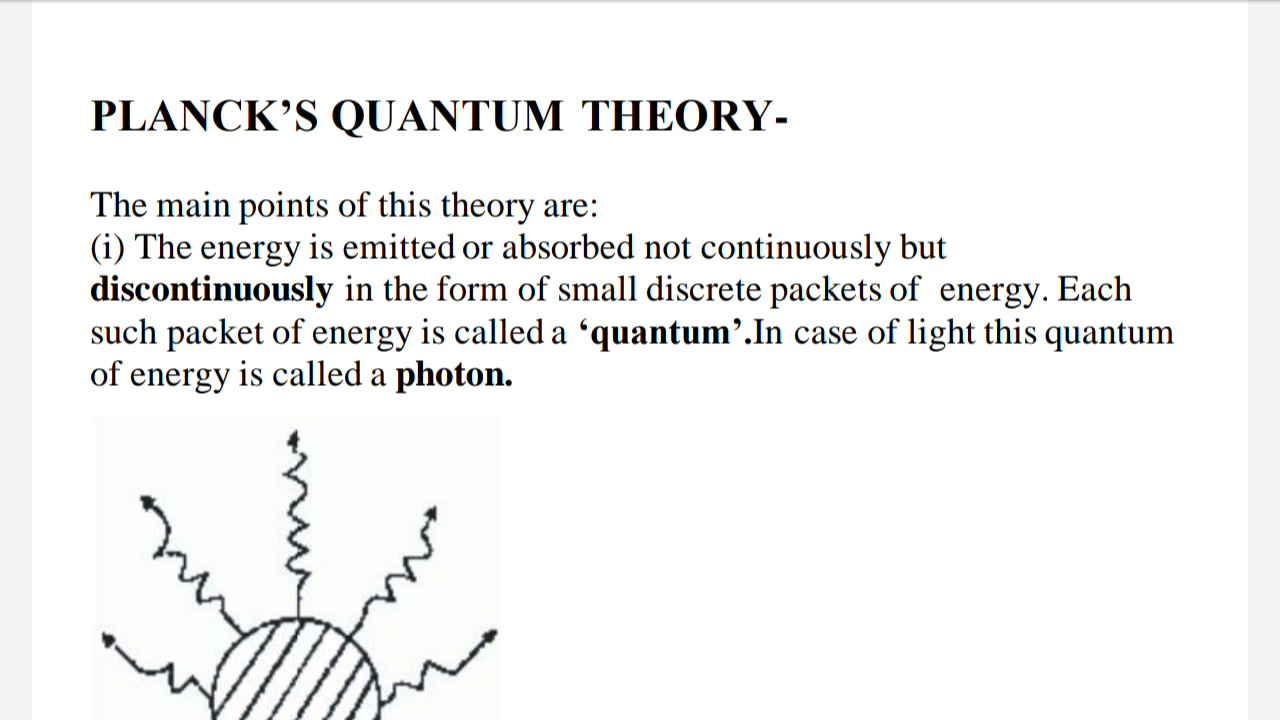 PLANCK’S QUANTUM THEORY-
The main points of this theory are:
(i) The energy is emitted or absorbed not continuously but
discontinuously in the form of small discrete packets of  energy. Each
such packet of energy is called a ‘quantum’.In case of light this quantum
of energy is called a photon.